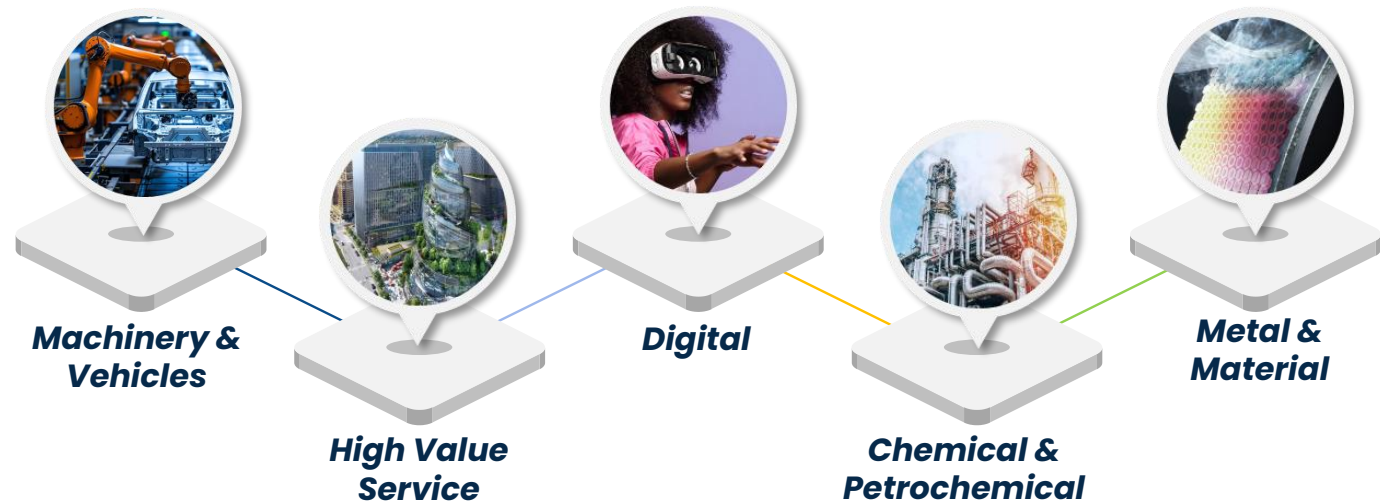 Machinery &
Vehicles
High Value
Service
Digital
Chemical &
Petrochemical
Metal &
Material